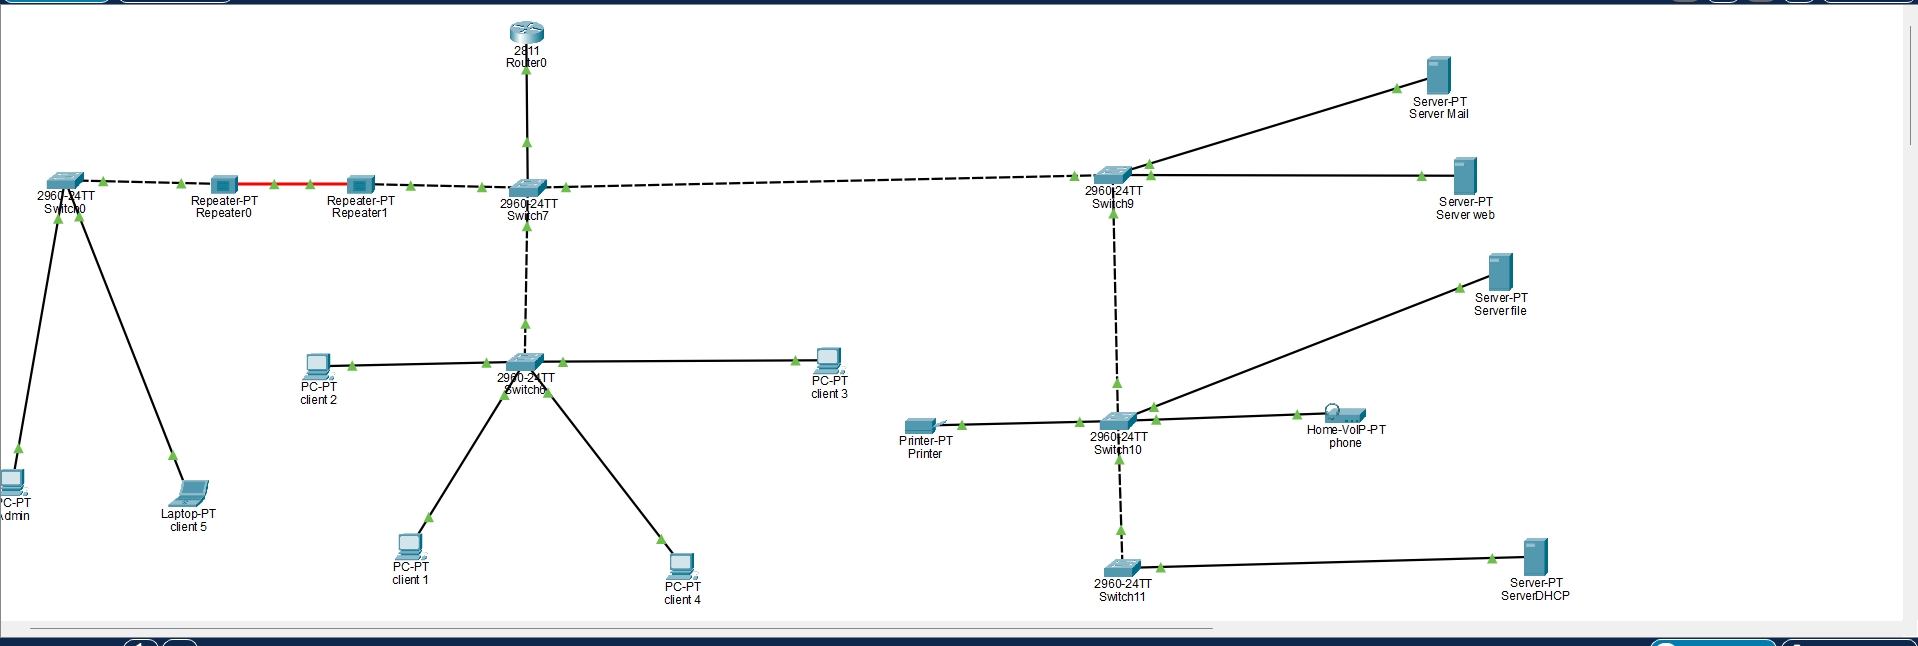 2811
Router0
Server-PT
Server Mail
2960-24TT
Switch0
Repeater-PT
Repeater0
Repeater-PT
Repeater1
2960-24TT
Switch7
2960-24TT
Switch9
Server-PT
Server web
Server-PT
Server file
PC-PT
client 2
2960-24TT
Switch6
PC-PT
client 3
Printer-PT
Printer
2960-24TT
Switch10
Home-VoIP-PT
phone
PC-PT
Admin
Laptop-PT
client 5
PC-PT
client 1
PC-PT
client 4
2960-24TT
Switch11
Server-PT
ServerDHCP